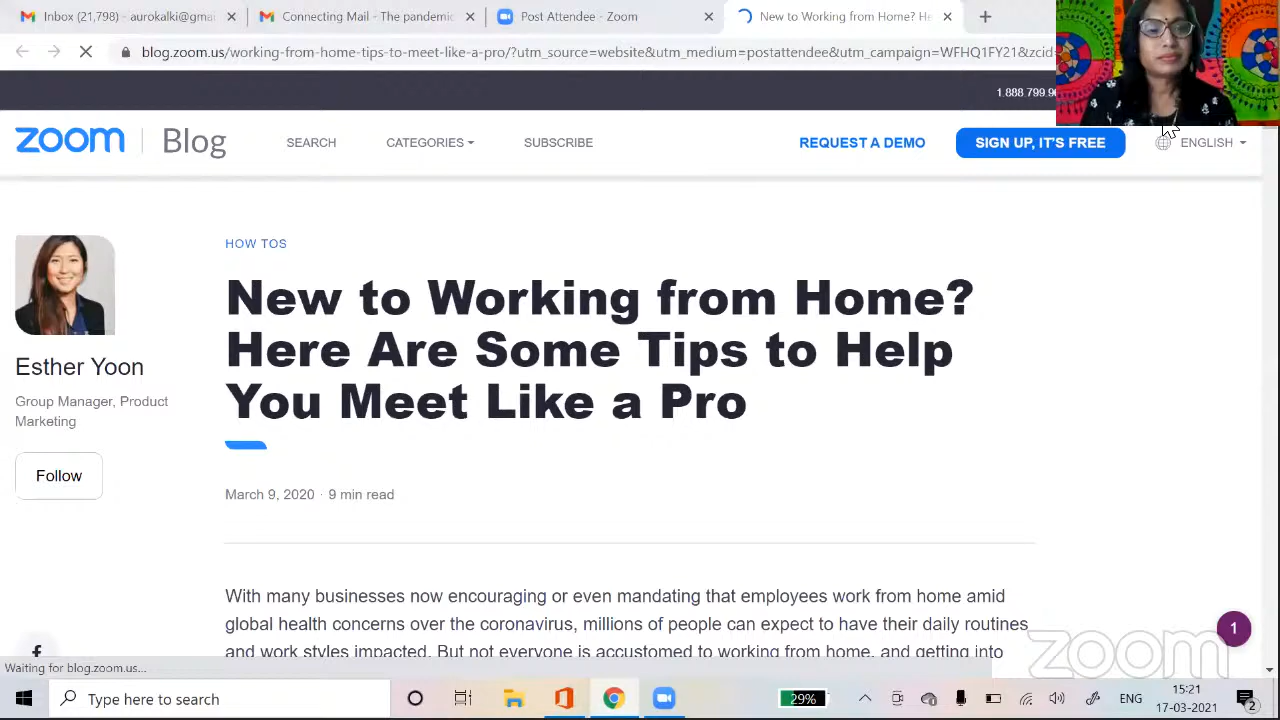 Inbox (21,798) - aurokalki@gmai
Connecting Mail - The pandemic
Post attendee - Zoom
New to Working from Home? He
blog.zoom.us/working-from-home-tips-to-meet-like-a-pro/?utm_source=website&utm_medium=postattendee&utm_campaign=WFHQ1FY21&zcid=
1.888.799.9
zoom Blog
SEARCH
CATEGORIES
SUBSCRIBE
REQUEST A DEMO
SIGN UP, IT'S FREE
ENGLISH
HOW TOS
New to Working from Home?
Here Are Some Tips to Help
You Meet Like a Pro
Esther Yoon
Group Manager, Product
Marketing
Follow
March 9, 2020 · 9 min read
With many businesses now encouraging or even mandating that employees work from home amid
global health concerns over the coronavirus, millions of people can expect to have their daily routines
and work styles impacted. But not everyone is accustomed to working from home, and getting into
1
zoom
Waiting for blog.zoom.us...
Type here to search
29%
ENG
15:21
17-03-2021
2